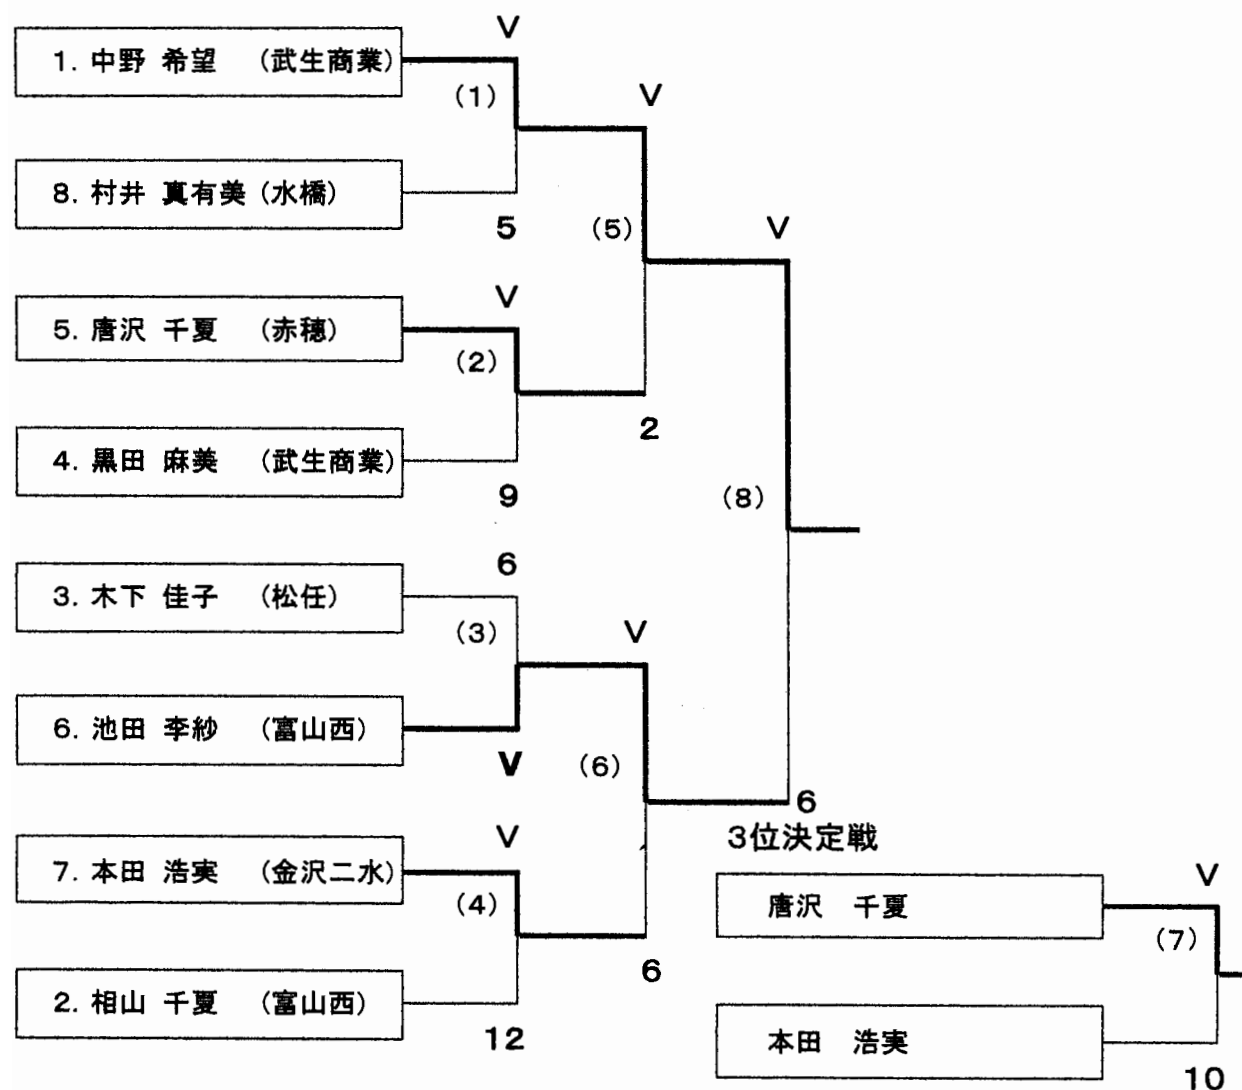 V
1. 中野 希望 (武生商業)
(1)
V
8. 村井 真有美 (水橋)
5
(5)
V
V
5. 唐沢 千夏 (赤穂)
(2)
2
4. 黒田 麻美 (武生商業)
9
(8)
6
3. 木下 佳子 (松任)
(3)
V
6. 池田 李紗 (富山西)
V
(6)
6
V
3位決定戦
7. 本田 浩実 (金沢二水)
(4)
V
唐沢 千夏
(7)
6
2. 相山 千夏 (富山西)
12
本田 浩実
10